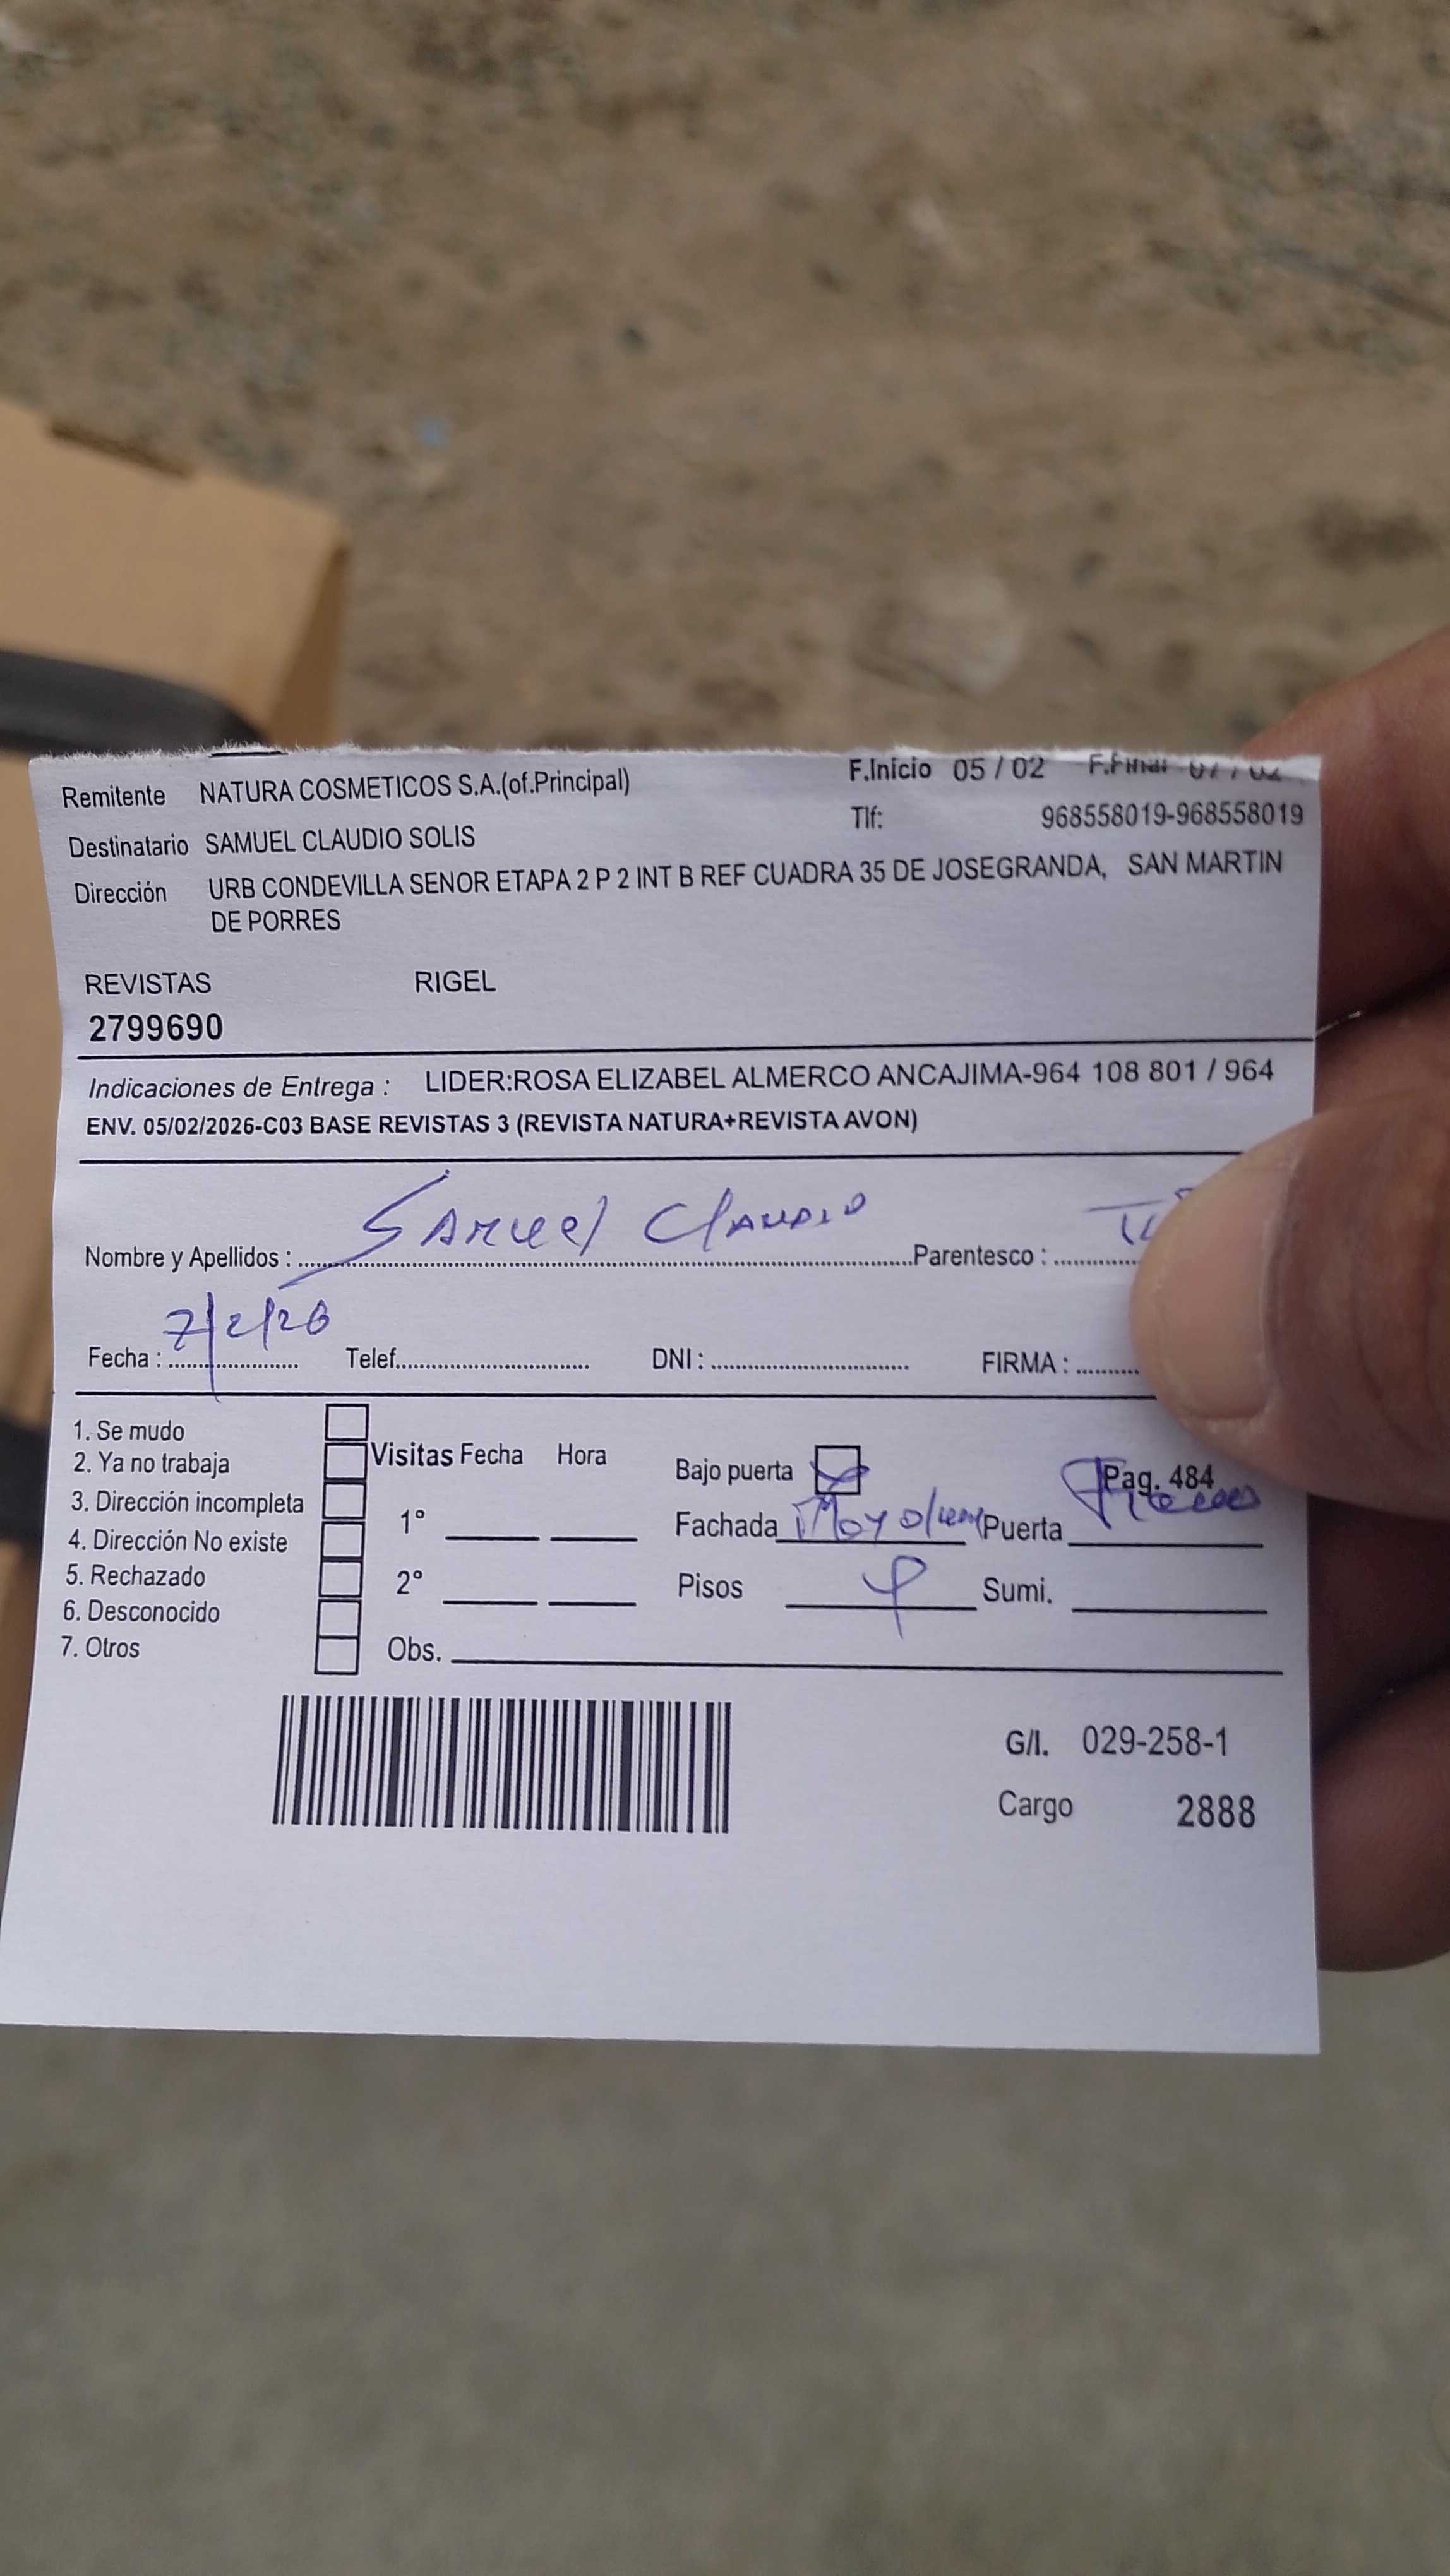 Remitente NATURA COSMETICOS S.A.(of.Principal) F.Inicio 05 / 02 F.Final 07 / 02
Tlf: 968558019-968558019
Destinatario SAMUEL CLAUDIO SOLIS
Dirección URB CONDEVILLA SENOR ETAPA 2 P 2 INT B REF CUADRA 35 DE JOSEGRANDA, SAN MARTIN
DE PORRES
REVISTAS RIGEL
2799690
Indicaciones de Entrega : LIDER:ROSA ELIZABEL ALMERCO ANCAJIMA-964 108 801 / 964
ENV. 05/02/2026-C03 BASE REVISTAS 3 (REVISTA NATURA+REVISTA AVON)
Nombre y Apellidos : Samuel Claudio Parentesco :
Fecha : 7/2/26 Telef. DNI : FIRMA :
1. Se mudo
2. Ya no trabaja
3. Dirección incompleta
4. Dirección No existe
5. Rechazado
6. Desconocido
7. Otros
Visitas Fecha Hora
1°
2°
Obs.
Bajo puerta Pag. 484
Fachada Puerta
Pisos Sumi.
G/I. 029-258-1
Cargo 2888